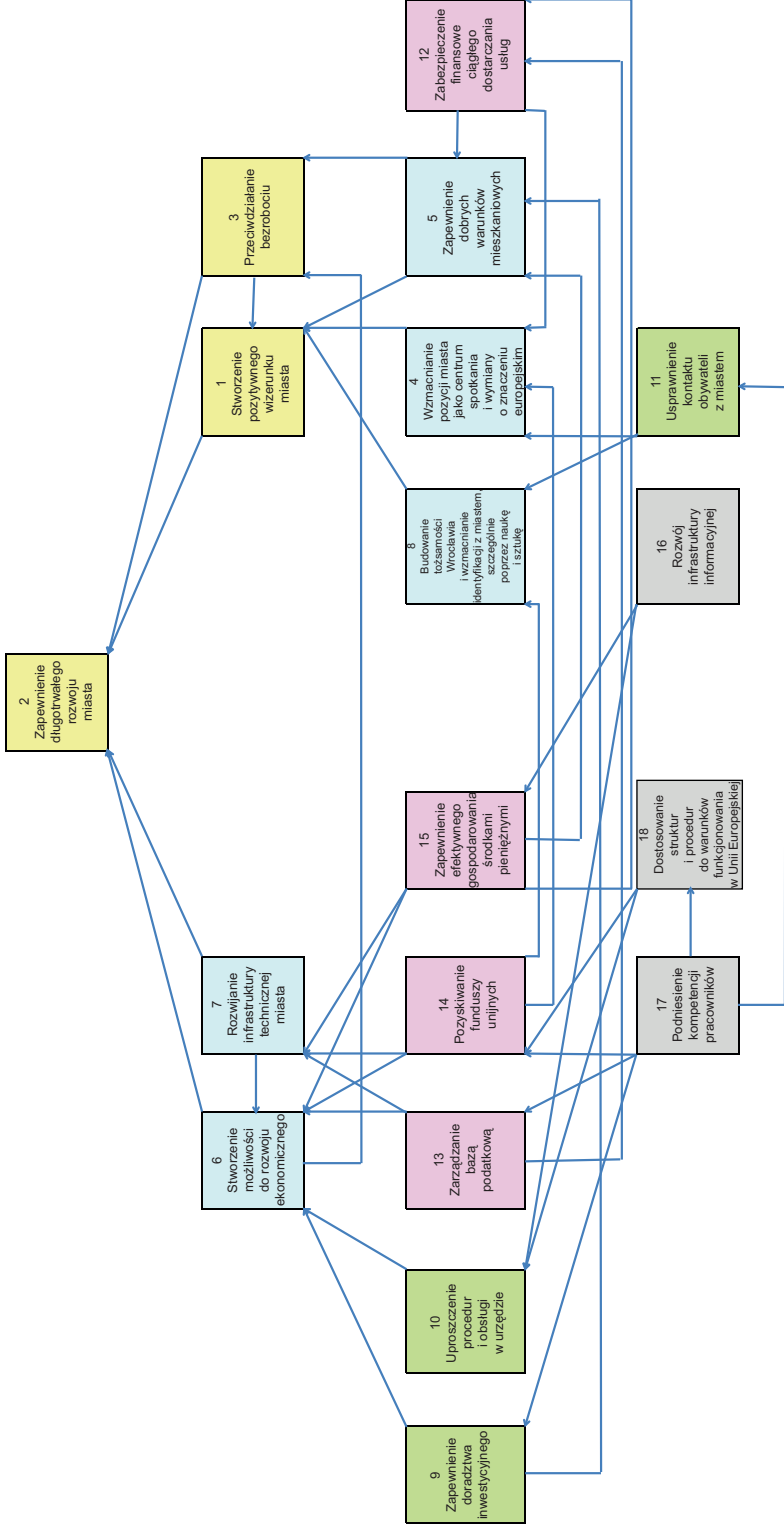 2
Zapewnienie
długotrwałego
rozwoju
miasta
6
Stworzenie
możliwości
do rozwoju
ekonomicznego
7
Rozwijanie
infrastruktury
technicznej
miasta
1
Stworzenie
pozytywnego
wizerunku
miasta
3
Przeciwdziałanie
bezrobociu
9
Zapewnienie
doradztwa
inwestycyjnego
10
Uproszczenie
procedur
i obsługi
w urzędzie
13
Zarządzanie
bazą
podatkową
14
Pozyskiwanie
funduszy
unijnych
15
Zapewnienie
efektywnego
gospodarowania
środkami
pieniężnymi
8
Budowanie
tożsamości
Wrocławia
i wzmacnianie
identyfikacji z miastem,
szczególnie
poprzez naukę
i sztukę
4
Wzmacnianie
pozycji miasta
jako centrum
spotkania
i wymiany
o znaczeniu
europejskim
5
Zapewnienie
dobrych
warunków
mieszkaniowych
12
Zabezpieczenie
finansowe
ciągłego
dostarczania
usług
17
Podniesienie
kompetencji
pracowników
18
Dostosowanie
struktur
i procedur
do warunków
funkcjonowania
w Unii Europejskiej
16
Rozwój
infrastruktury
informacyjnej
11
Usprawnienie
kontaktu
obywateli
z miastem